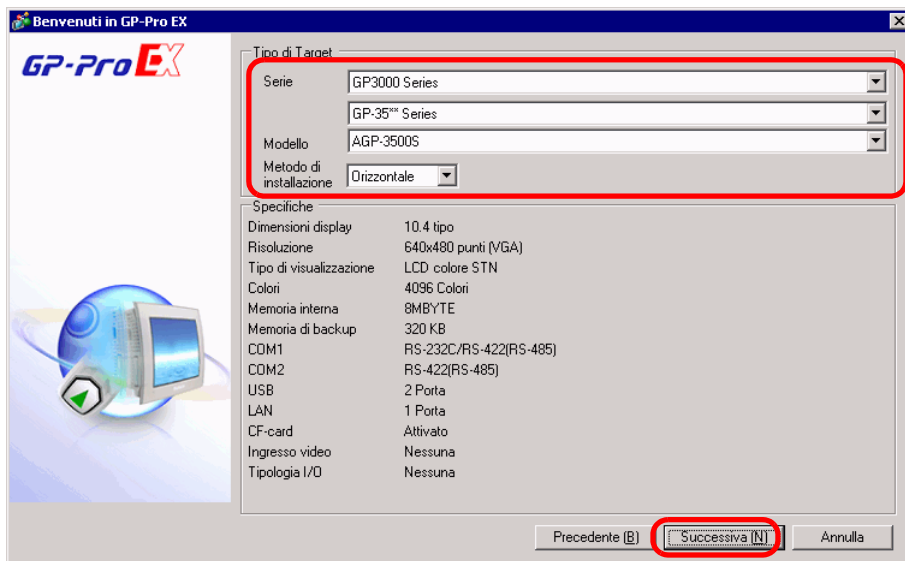 Benvenuti in GP-Pro EX
GP-Pro EX
Tipo di Target
Serie GP3000 Series
GP-35** Series
Modello AGP-3500S
Metodo di
installazione Orizzontale
Specifiche
Dimensioni display 10.4 tipo
Risoluzione 640x480 punti (VGA)
Tipo di visualizzazione LCD colore STN
Colori 4096 Colori
Memoria interna 8MBYTE
Memoria di backup 320 KB
COM1 RS-232C/RS-422(RS-485)
COM2 RS-422(RS-485)
USB 2 Porta
LAN 1 Porta
CF-card Attivato
Ingresso video Nessuna
Tipologia I/O Nessuna
Precedente (B) Successiva (N) Annulla